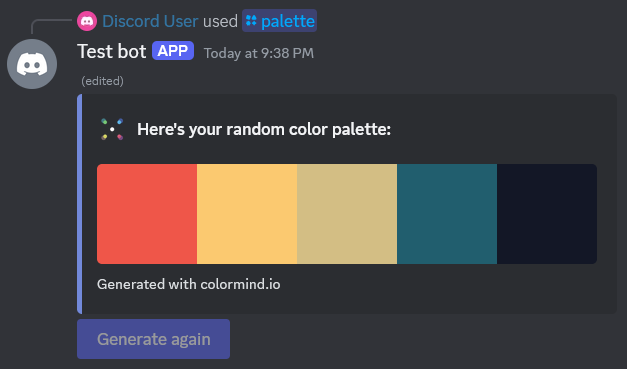 Discord User used palette
Test bot APP Today at 9:38 PM
(edited)
Here's your random color palette:
Generated with colormind.io
Generate again